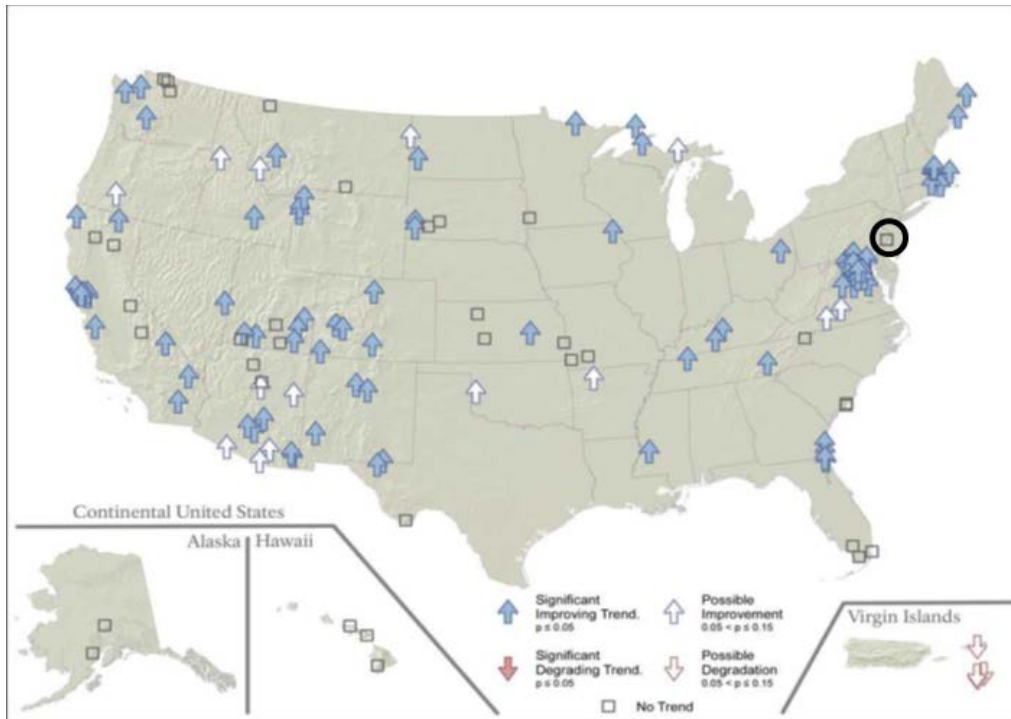 Continental United States
Alaska
Hawaii
Significant
Improving Trend.
p ≤ 0.05
Possible
Improvement
0.05 < p ≤ 0.15
Significant
Degrading Trend.
p ≤ 0.05
Possible
Degradation
0.05 < p ≤ 0.15
No Trend
Virgin Islands